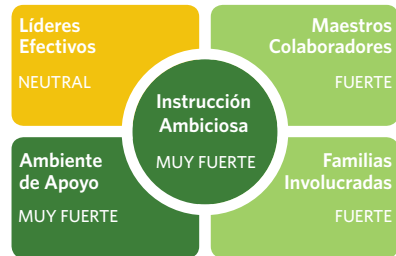 Líderes
Efectivos
NEUTRAL
Maestros
Colaboradores
FUERTE
Instrucción
Ambiciosa
MUY FUERTE
Ambiente
de Apoyo
MUY FUERTE
Familias
Involucradas
FUERTE